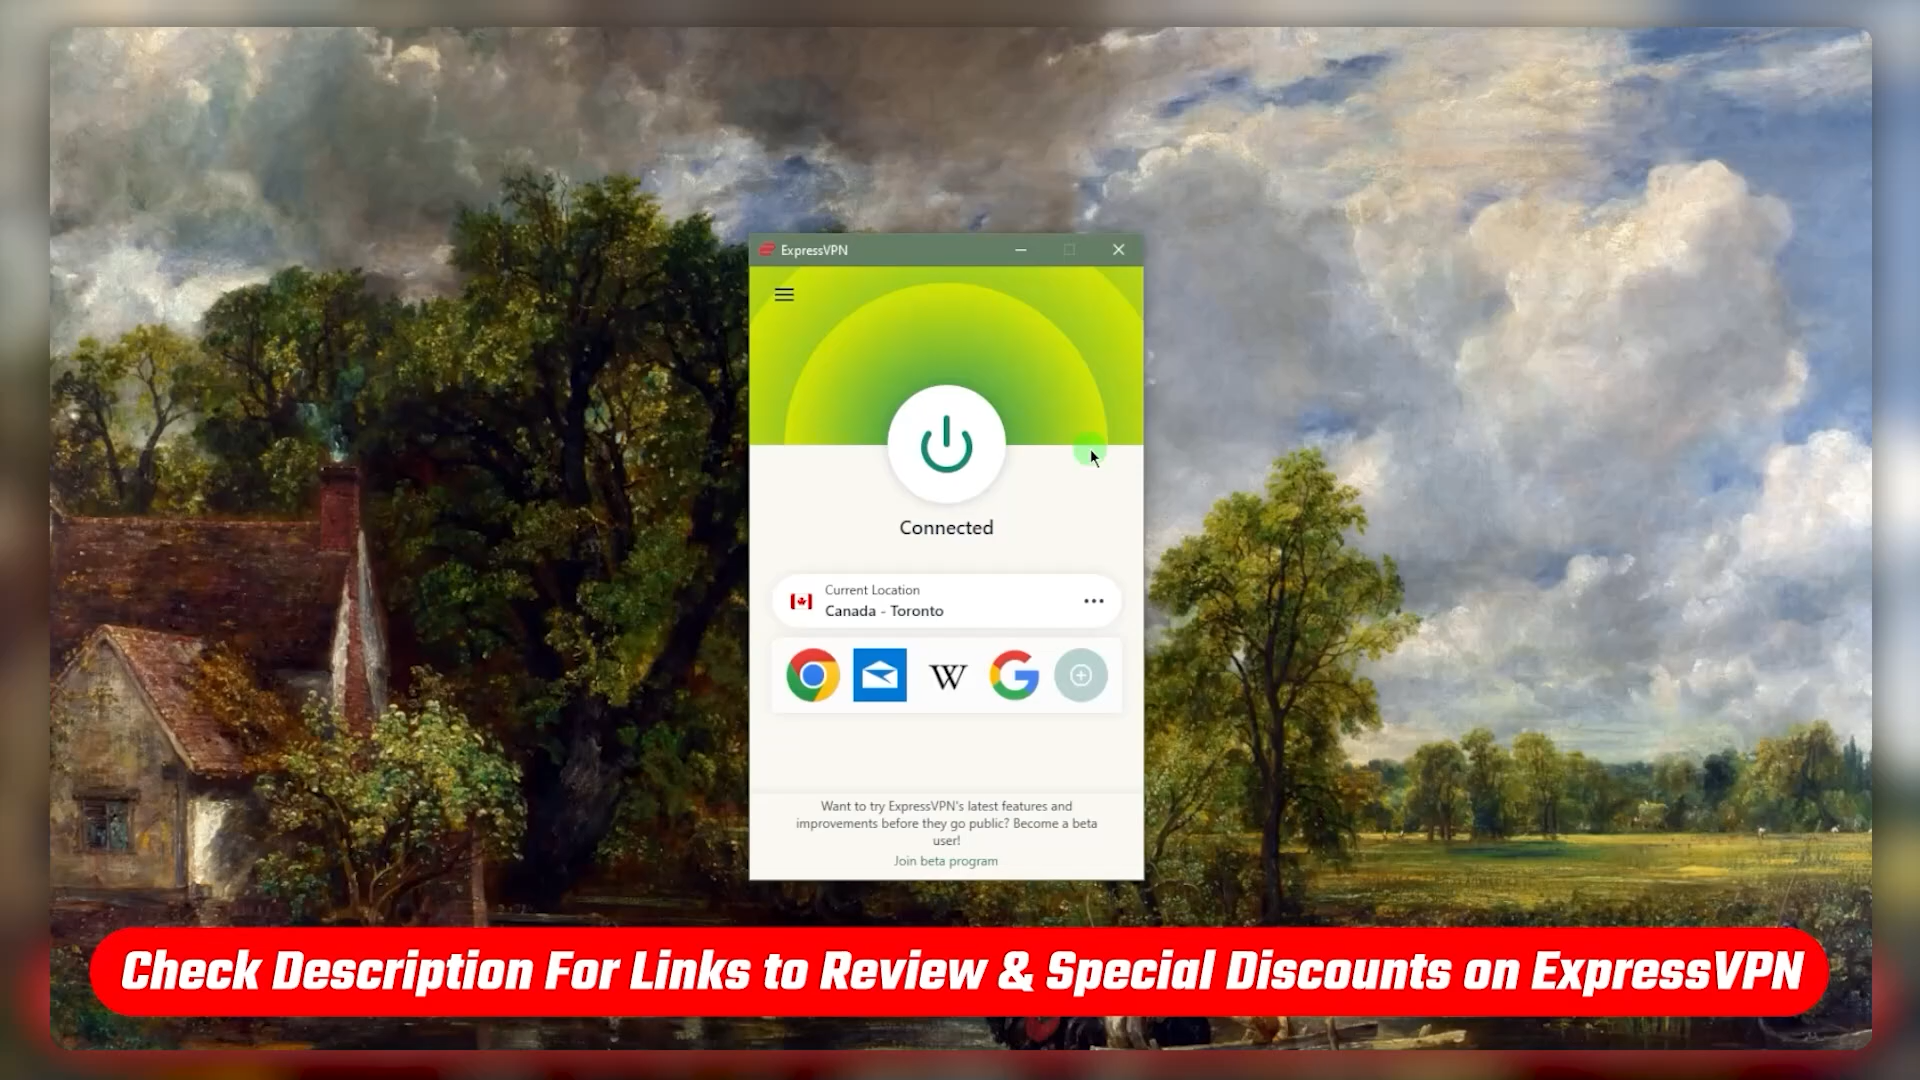 ExpressVPN
Connected
Current Location
Canada - Toronto
W
Want to try ExpressVPN's latest features and
improvements before they go public? Become a beta
user!
Join beta program
Check Description For Links to Review & Special Discounts on ExpressVPN